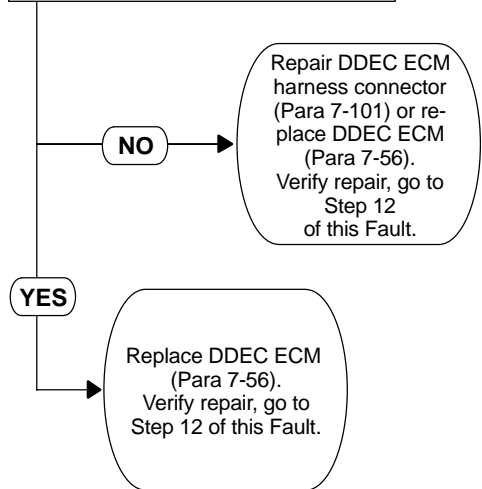 NO
Repair DDEC ECM
harness connector
(Para 7-101) or re-
place DDEC ECM
(Para 7-56).
Verify repair, go to
Step 12
of this Fault.
YES
Replace DDEC ECM
(Para 7-56).
Verify repair, go to
Step 12 of this Fault.